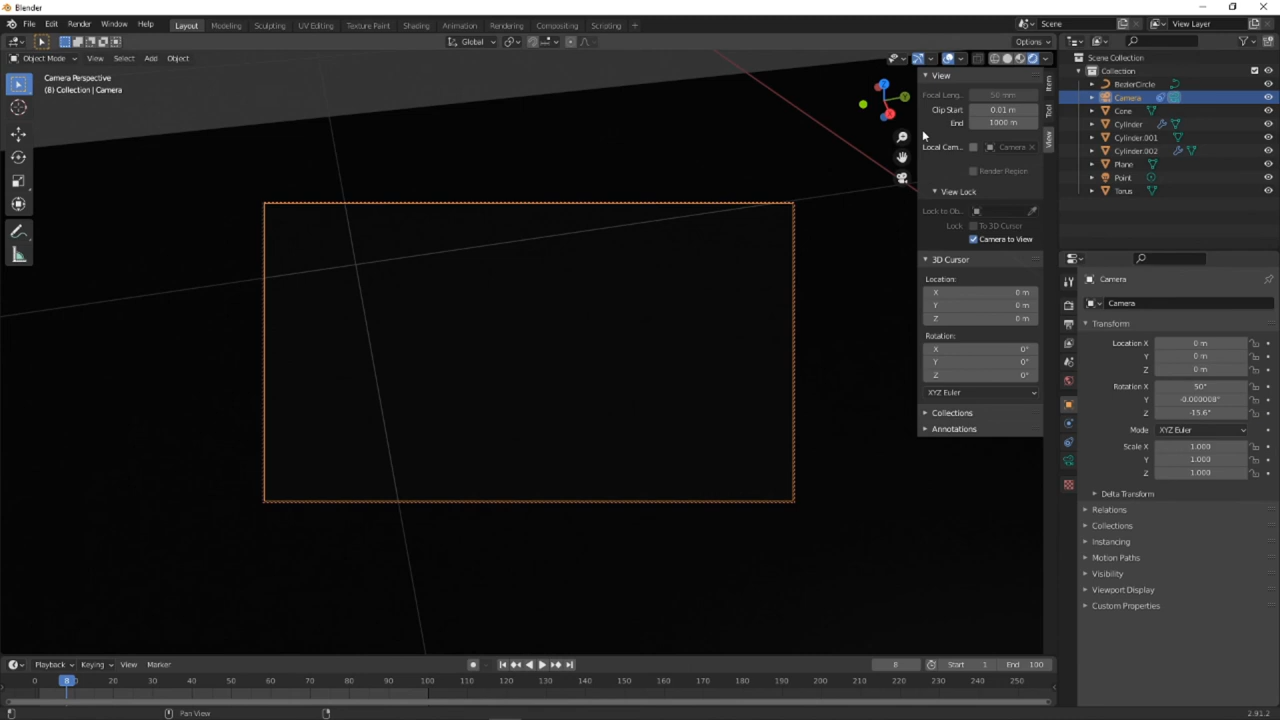 Blender
File Edit Render Window Help Layout Modeling Sculpting UV Editing Texture Paint Shading Animation Rendering Compositing Scripting + Scene View Layer
Global Options
Object Mode View Select Add Object
Camera Perspective
(8) Collection | Camera
View
Focal Leng... 50 mm
Clip Start 0.01 m
End 1000 m
Local Cam... Camera
Render Region
View Lock
Lock to Ob...
Lock To 3D Cursor
Camera to View
3D Cursor
Location:
X 0 m
Y 0 m
Z 0 m
Rotation:
X 0°
Y 0°
Z 0°
XYZ Euler
Collections
Annotations
Item
Tool
View
Scene Collection
Collection
BezierCircle
Camera
Cone
Cylinder
Cylinder.001
Cylinder.002
Plane
Point
Torus
Camera
Camera
Transform
Location X 0 m
Y 0 m
Z 0 m
Rotation X 50°
Y -0.000008°
Z -15.6°
Mode XYZ Euler
Scale X 1.000
Y 1.000
Z 1.000
Delta Transform
Relations
Collections
Instancing
Motion Paths
Visibility
Viewport Display
Custom Properties
Playback Keying View Marker 8 Start 1 End 100
0 8 20 30 40 50 60 70 80 90 100 110 120 130 140 150 160 170 180 190 200 210 220 230 240 250
Pan View 2.91.2